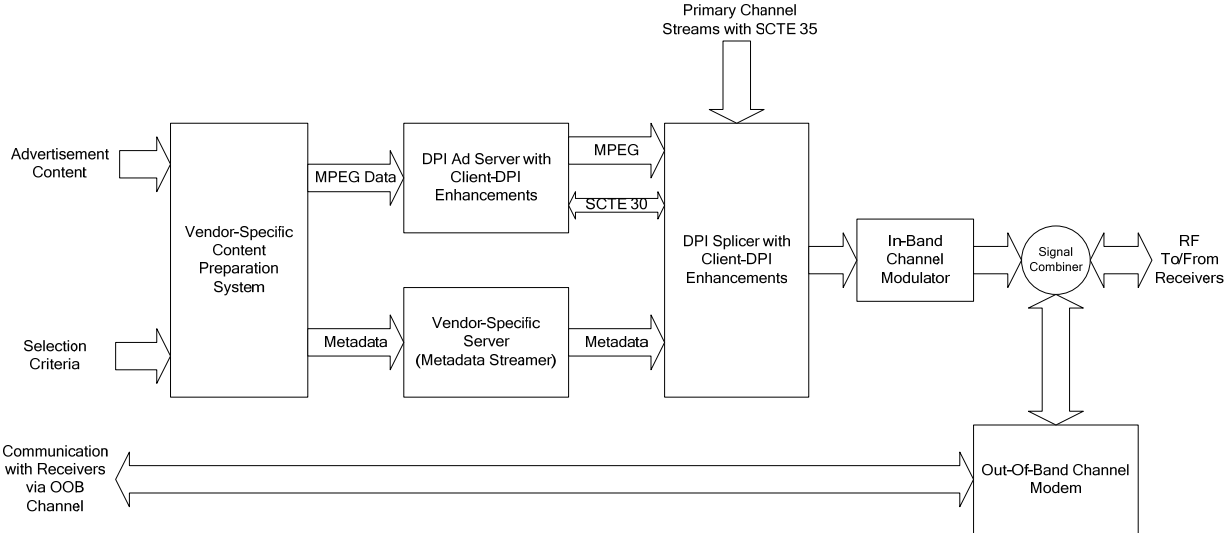 Primary Channel
Streams with SCTE 35
Advertisement
Content
MPEG Data
DPI Ad Server with
Client-DPI
Enhancements
MPEG
SCTE 30
Vendor-Specific
Content
Preparation
System
DPI Splicer with
Client-DPI
Enhancements
In-Band
Channel
Modulator
Signal
Combiner
RF
To/From
Receivers
Selection
Criteria
Metadata
Vendor-Specific
Server
(Metadata Streamer)
Metadata
Communication
with Receivers
via OOB
Channel
Out-Of-Band Channel
Modem